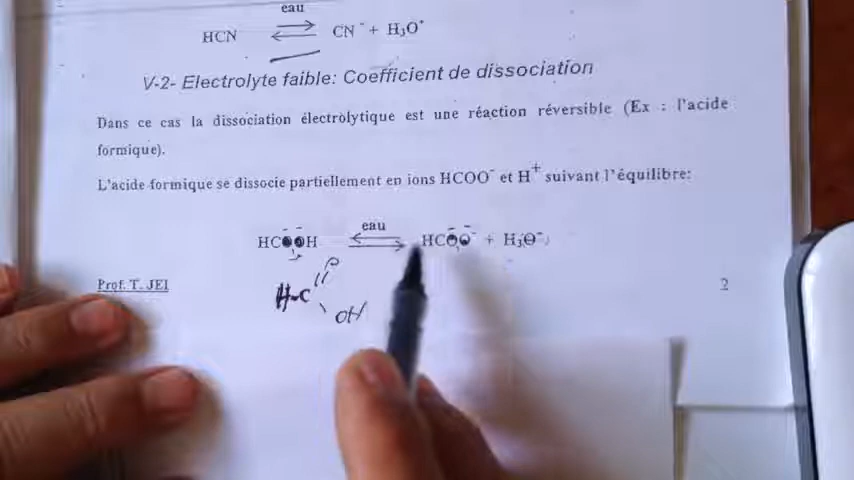 eau
HCN ⇌ CN⁻ + H₃O⁺
V-2- Electrolyte faible: Coefficient de dissociation
Dans ce cas la dissociation électrolytique est une réaction réversible (Ex : l'acide
formique).
L'acide formique se dissocie partiellement en ions HCOO⁻ et H⁺ suivant l'équilibre:
eau
HCOOH ⇌ HCOO⁻ + H₃O
H-C
OH
Prof. T. JEI
2